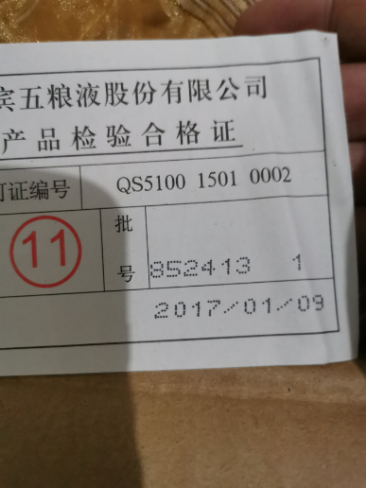 宾五粮液股份有限公司
产品检验合格证
可证编号 QS5100 1501 0002
11 批号 852413 1
2017/01/09